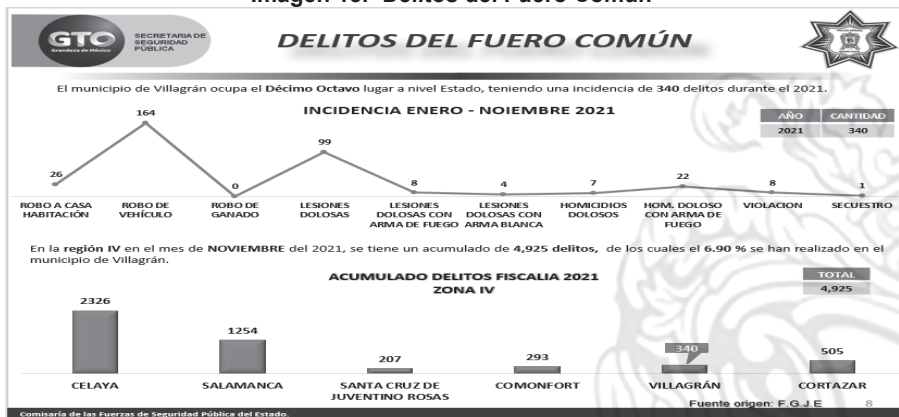 Imagen 16. Delitos del Fuero Común
GTO
Grandeza de México
SECRETARIA DE
SEGURIDAD
PÚBLICA
DELITOS DEL FUERO COMÚN
El municipio de Villagrán ocupa el Décimo Octavo lugar a nivel Estado, teniendo una incidencia de 340 delitos durante el 2021.
INCIDENCIA ENERO - NOIEMBRE 2021
AÑO CANTIDAD
2021 340
26 164 0 99 8 4 7 22 8 1
ROBO A CASA HABITACIÓN
ROBO DE VEHÍCULO
ROBO DE GANADO
LESIONES DOLOSAS
LESIONES DOLOSAS CON ARMA DE FUEGO
LESIONES DOLOSAS CON ARMA BLANCA
HOMICIDIOS DOLOSOS
HOM. DOLOSO CON ARMA DE FUEGO
VIOLACION
SECUESTRO
En la región IV en el mes de NOVIEMBRE del 2021, se tiene un acumulado de 4,925 delitos, de los cuales el 6.90 % se han realizado en el
municipio de Villagrán.
ACUMULADO DELITOS FISCALIA 2021
ZONA IV
TOTAL
4,925
2326 1254 207 293 340 505
CELAYA
SALAMANCA
SANTA CRUZ DE
JUVENTINO ROSAS
COMONFORT
VILLAGRÁN
CORTAZAR
Fuente origen: F.G.J.E 8
Comisaría de las Fuerzas de Seguridad Pública del Estado.